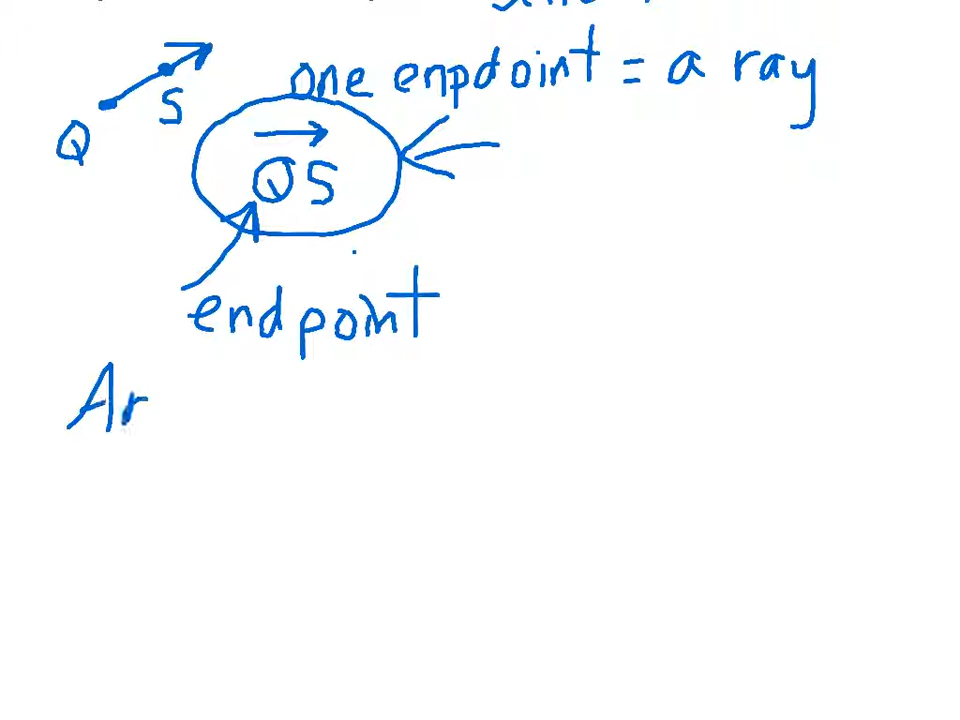 one enpdoint = a ray
Q S
QS
endpoint
Ar